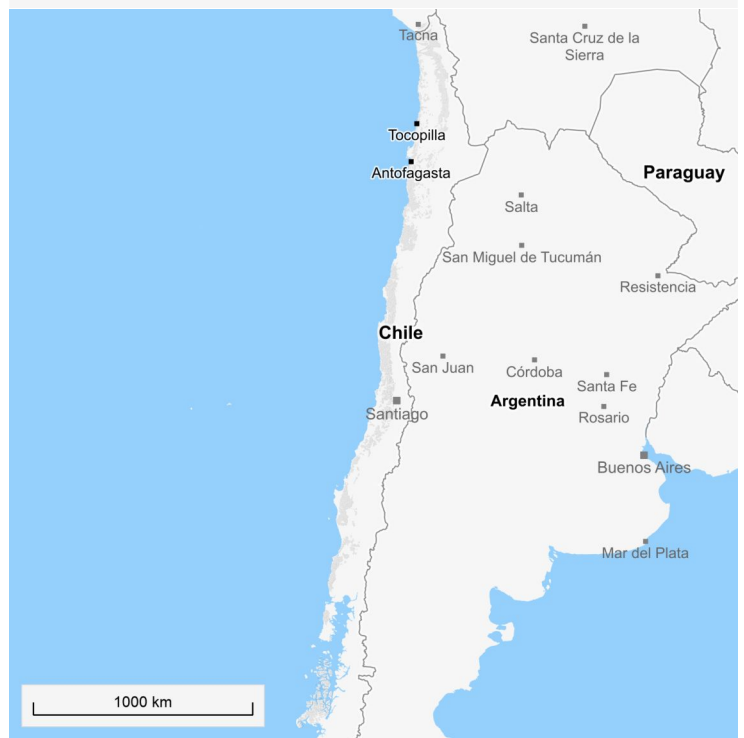 Tacna
Santa Cruz de la
Sierra
Tocopilla
Antofagasta
Paraguay
Salta
San Miguel de Tucumán
Resistencia
Chile
San Juan
Córdoba
Santa Fe
Argentina
Santiago
Rosario
Buenos Aires
Mar del Plata
1000 km